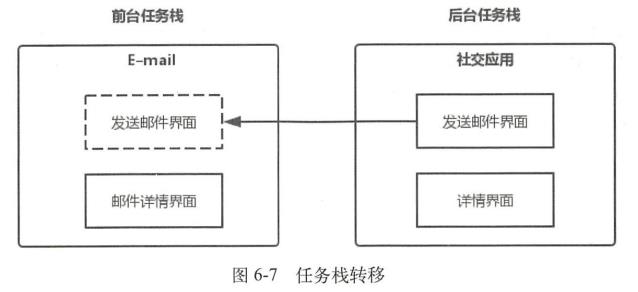 前台任务栈
后台任务栈
E-mail
社交应用
发送邮件界面
发送邮件界面
邮件详情界面
详情界面
图 6-7 任务栈转移